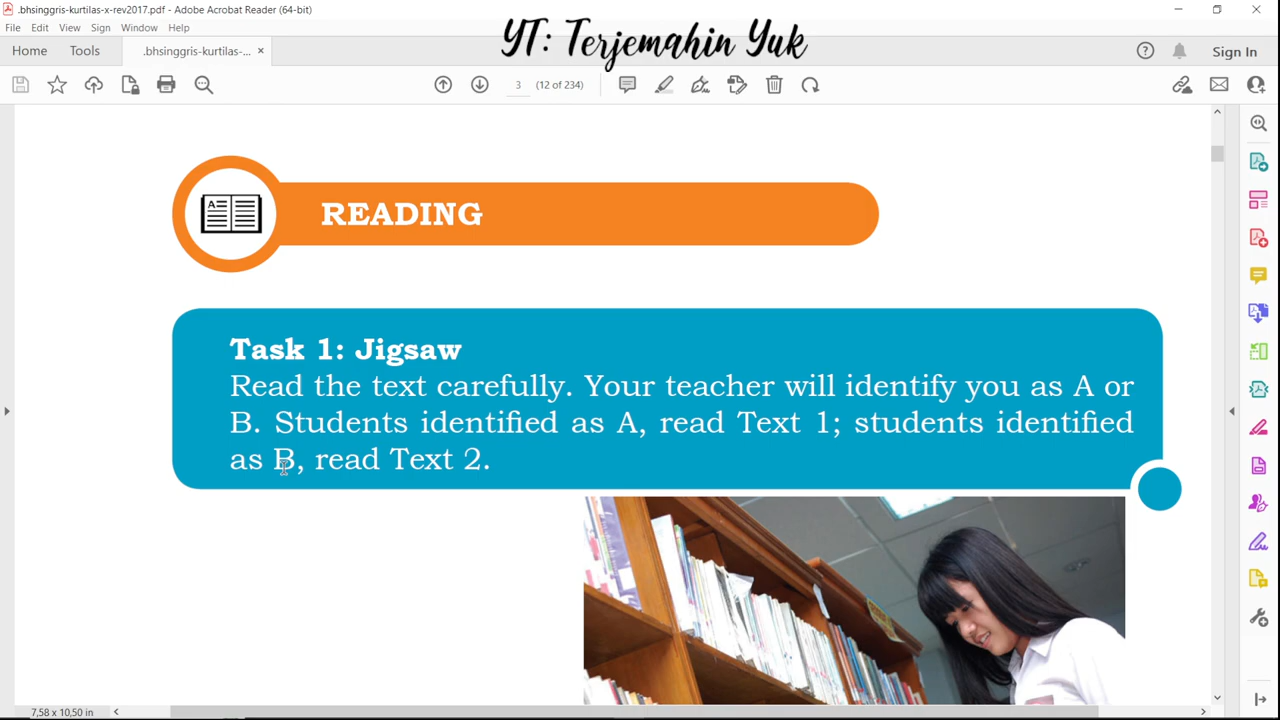 .bhsinggris-kurtilas-x-rev2017.pdf - Adobe Acrobat Reader (64-bit)
File Edit View Sign Window Help
YT: Terjemahin Yuk
Home Tools .bhsinggris-kurtilas-... × Sign In
3 (12 of 234)
READING
Task 1: Jigsaw
Read the text carefully. Your teacher will identify you as A or
B. Students identified as A, read Text 1; students identified
as B, read Text 2.
7,58 x 10,50 in